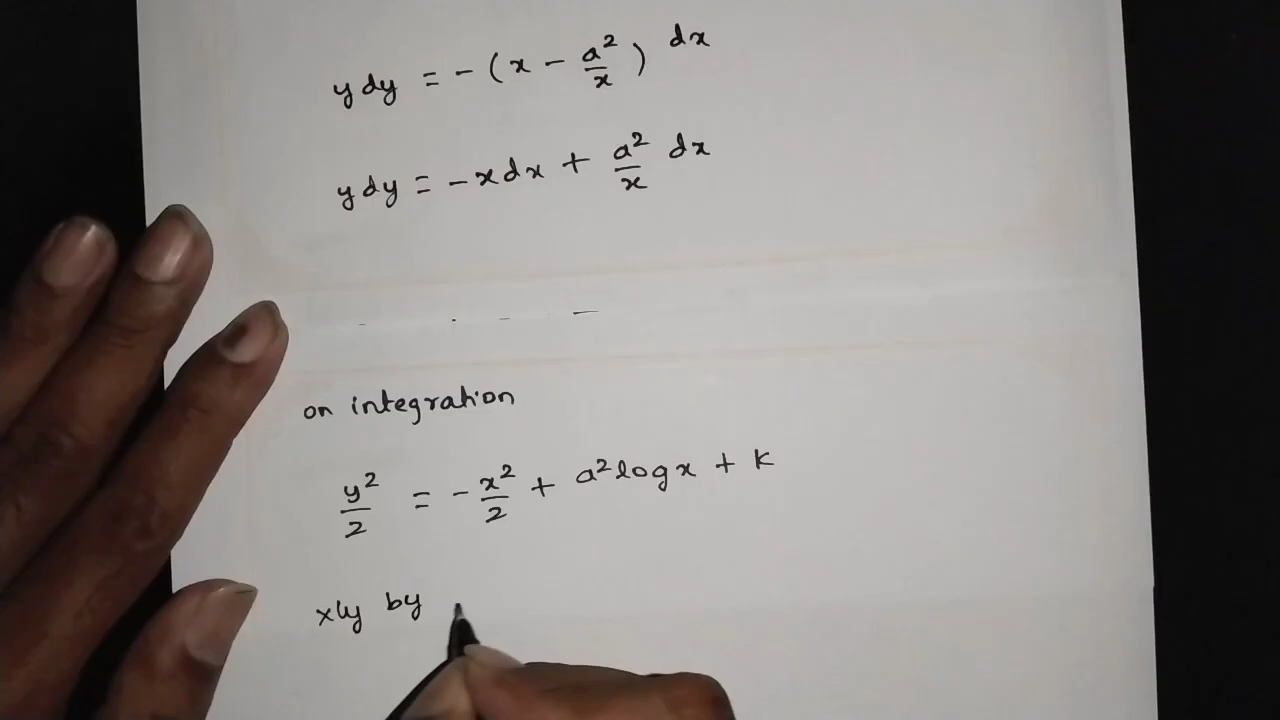 y dy = - ( x - a²/x ) dx
y dy = - x dx + a²/x dx
on integration
y²/2 = - x²/2 + a² log x + k
xly by